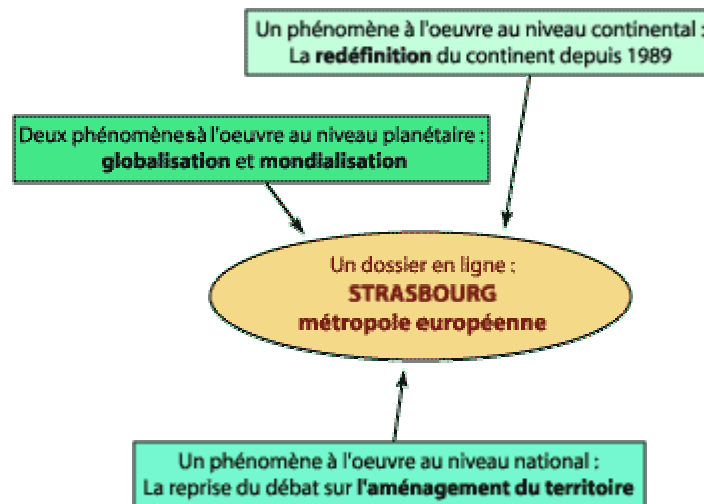 Un phénomène à l'oeuvre au niveau continental :
La redéfinition du continent depuis 1989
Deux phénomènes à l'oeuvre au niveau planétaire :
globalisation et mondialisation
Un dossier en ligne :
STRASBOURG
métropole européenne
Un phénomène à l'oeuvre au niveau national :
La reprise du débat sur l'aménagement du territoire